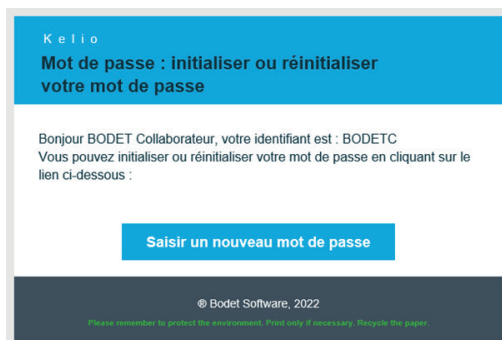 Kelio
Mot de passe : initialiser ou réinitialiser
votre mot de passe
Bonjour BODET Collaborateur, votre identifiant est : BODETC
Vous pouvez initialiser ou réinitialiser votre mot de passe en cliquant sur le
lien ci-dessous :
Saisir un nouveau mot de passe
® Bodet Software, 2022
Please remember to protect the environment. Print only if necessary. Recycle the paper.